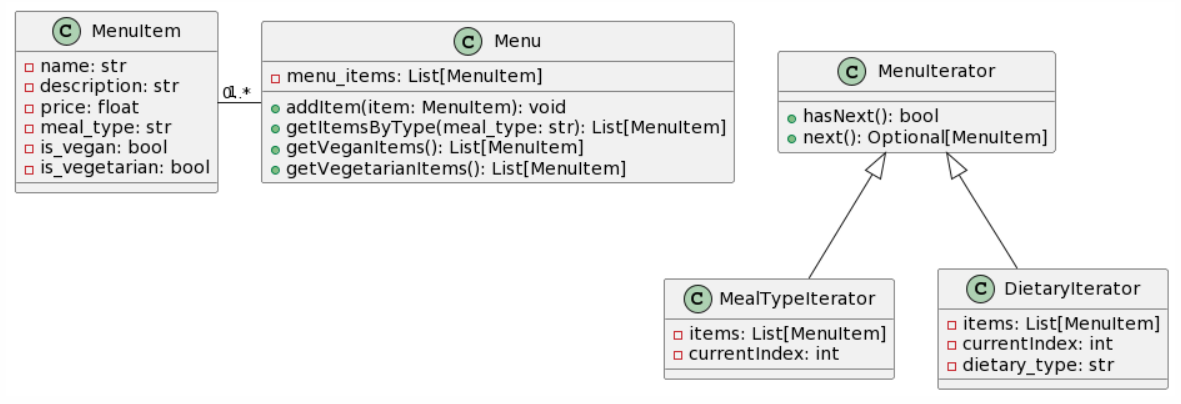 C MenuItem
name: str
description: str
price: float
meal_type: str
is_vegan: bool
is_vegetarian: bool
C Menu
menu_items: List[MenuItem]
addItem(item: MenuItem): void
getItemsByType(meal_type: str): List[MenuItem]
getVeganItems(): List[MenuItem]
getVegetarianItems(): List[MenuItem]
C MenuIterator
hasNext(): bool
next(): Optional[MenuItem]
C MealTypeIterator
items: List[MenuItem]
currentIndex: int
C DietaryIterator
items: List[MenuItem]
currentIndex: int
dietary_type: str